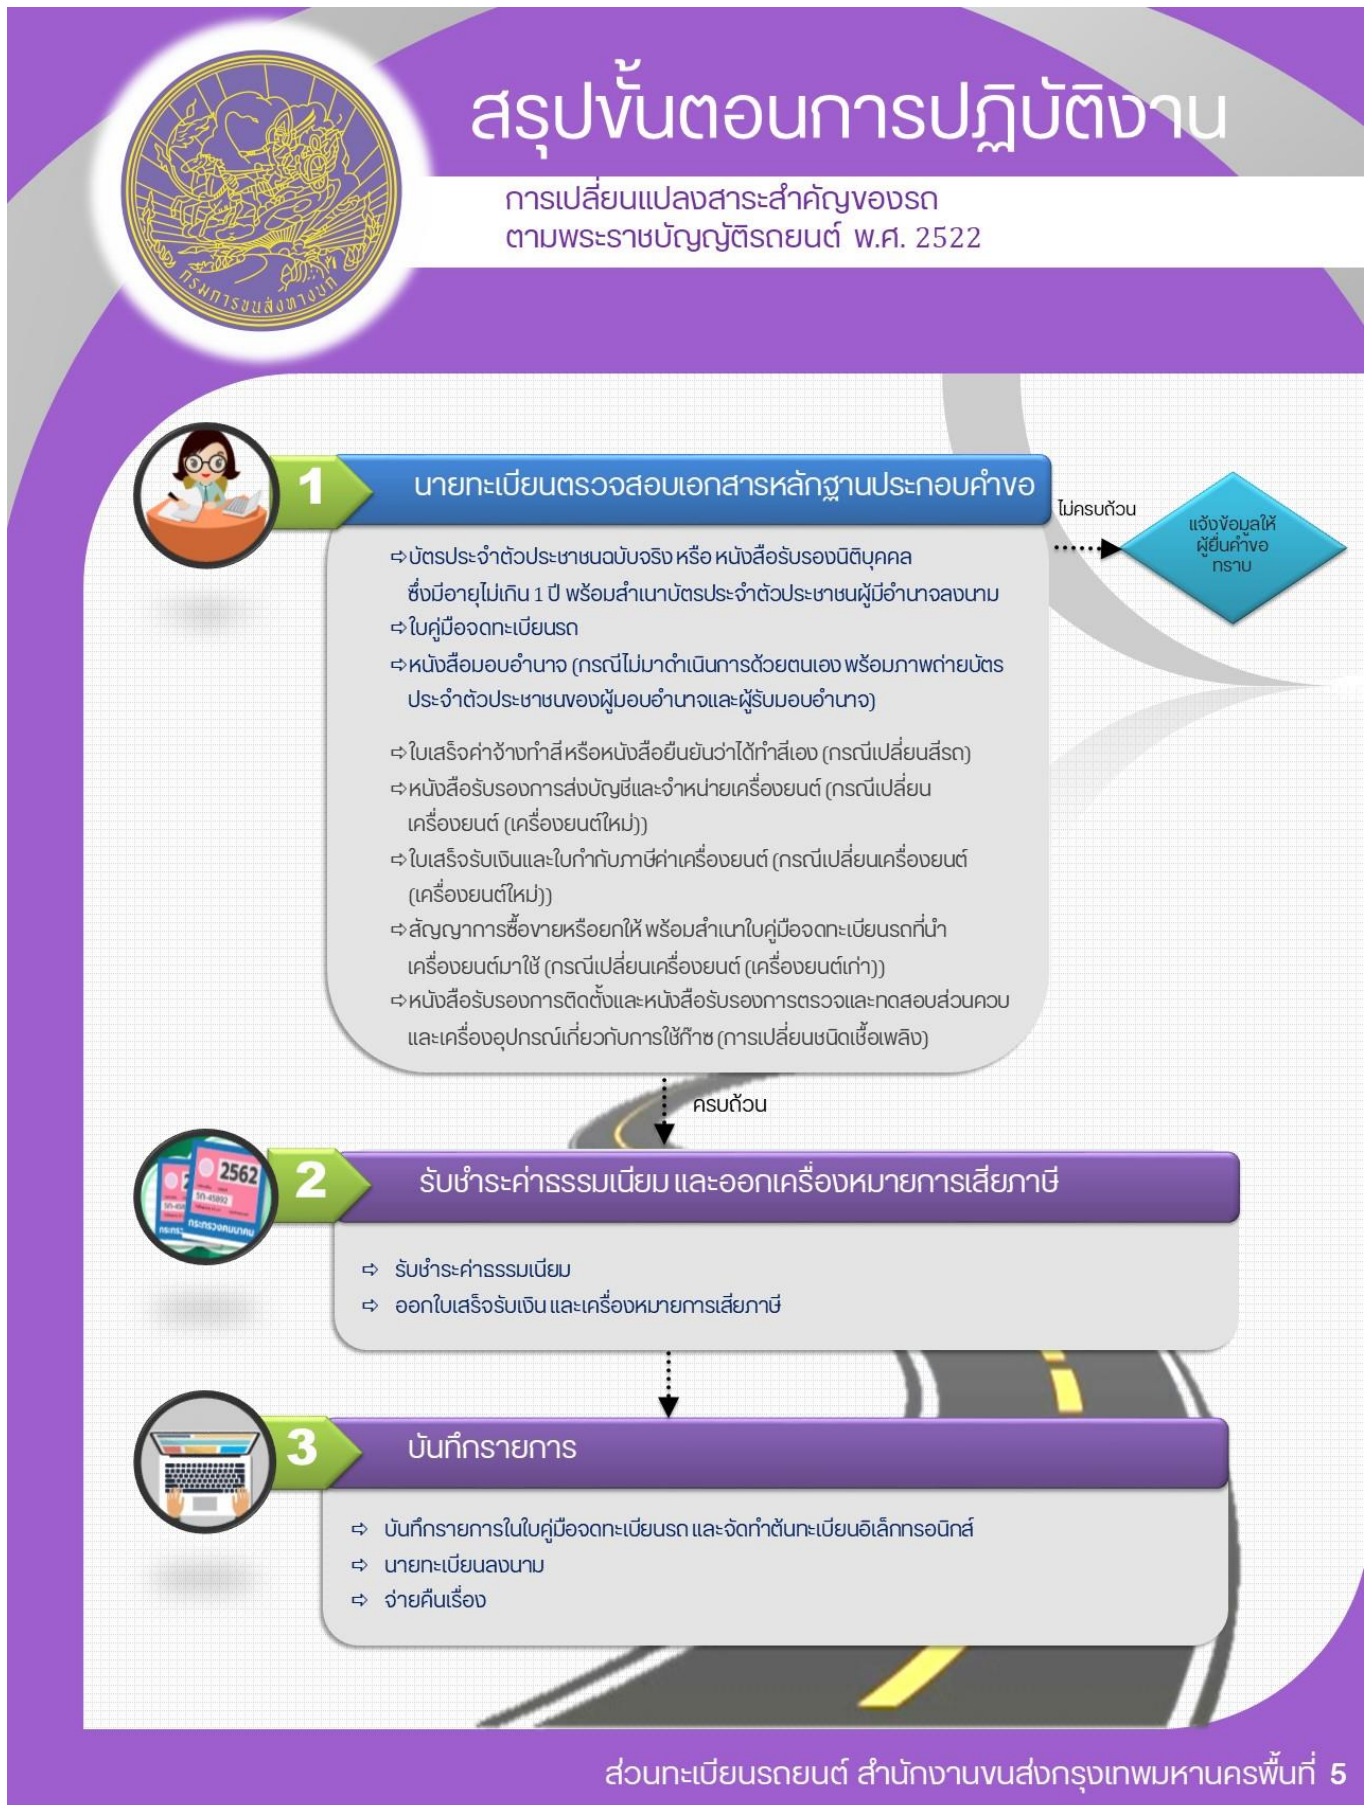 กรมการขนส่งทางบก
สรุปขั้นตอนการปฏิบัติงาน
การเปลี่ยนแปลงสาระสำคัญของรถ
ตามพระราชบัญญัติรถยนต์ พ.ศ. 2522
1
นายทะเบียนตรวจสอบเอกสารหลักฐานประกอบคำขอ
ไม่ครบถ้วน
แจ้งข้อมูลให้
ผู้ยื่นคำขอ
ทราบ
⇨บัตรประจำตัวประชาชนฉบับจริง หรือ หนังสือรับรองนิติบุคคล
ซึ่งมีอายุไม่เกิน 1 ปี พร้อมสำเนาบัตรประจำตัวประชาชนผู้มีอำนาจลงนาม
⇨ใบคู่มือจดทะเบียนรถ
⇨หนังสือมอบอำนาจ (กรณีไม่มาดำเนินการด้วยตนเอง พร้อมภาพถ่ายบัตร
ประจำตัวประชาชนของผู้มอบอำนาจและผู้รับมอบอำนาจ)
⇨ใบเสร็จค่าจ้างทำสี หรือหนังสือยืนยันว่าได้ทำสีเอง (กรณีเปลี่ยนสีรถ)
⇨หนังสือรับรองการส่งบัญชีและจำหน่ายเครื่องยนต์ (กรณีเปลี่ยน
เครื่องยนต์ (เครื่องยนต์ใหม่))
⇨ใบเสร็จรับเงินและใบกำกับภาษีค่าเครื่องยนต์ (กรณีเปลี่ยนเครื่องยนต์
(เครื่องยนต์ใหม่))
⇨สัญญาการซื้อขายหรือยกให้ พร้อมสำเนาใบคู่มือจดทะเบียนรถที่นำ
เครื่องยนต์มาใช้ (กรณีเปลี่ยนเครื่องยนต์ (เครื่องยนต์เก่า))
⇨หนังสือรับรองการติดตั้งและหนังสือรับรองการตรวจและทดสอบส่วนควบ
และเครื่องอุปกรณ์เกี่ยวกับการใช้ก๊าซ (การเปลี่ยนชนิดเชื้อเพลิง)
ครบถ้วน
2562
กระทรวงคมนาคม
2
รับชำระค่าธรรมเนียม และออกเครื่องหมายการเสียภาษี
⇨ รับชำระค่าธรรมเนียม
⇨ ออกใบเสร็จรับเงิน และเครื่องหมายการเสียภาษี
3
บันทึกรายการ
⇨ บันทึกรายการในใบคู่มือจดทะเบียนรถ และจัดทำต้นทะเบียนอิเล็กทรอนิกส์
⇨ นายทะเบียนลงนาม
⇨ จ่ายคืนเรื่อง
ส่วนทะเบียนรถยนต์ สำนักงานขนส่งกรุงเทพมหานครพื้นที่ 5